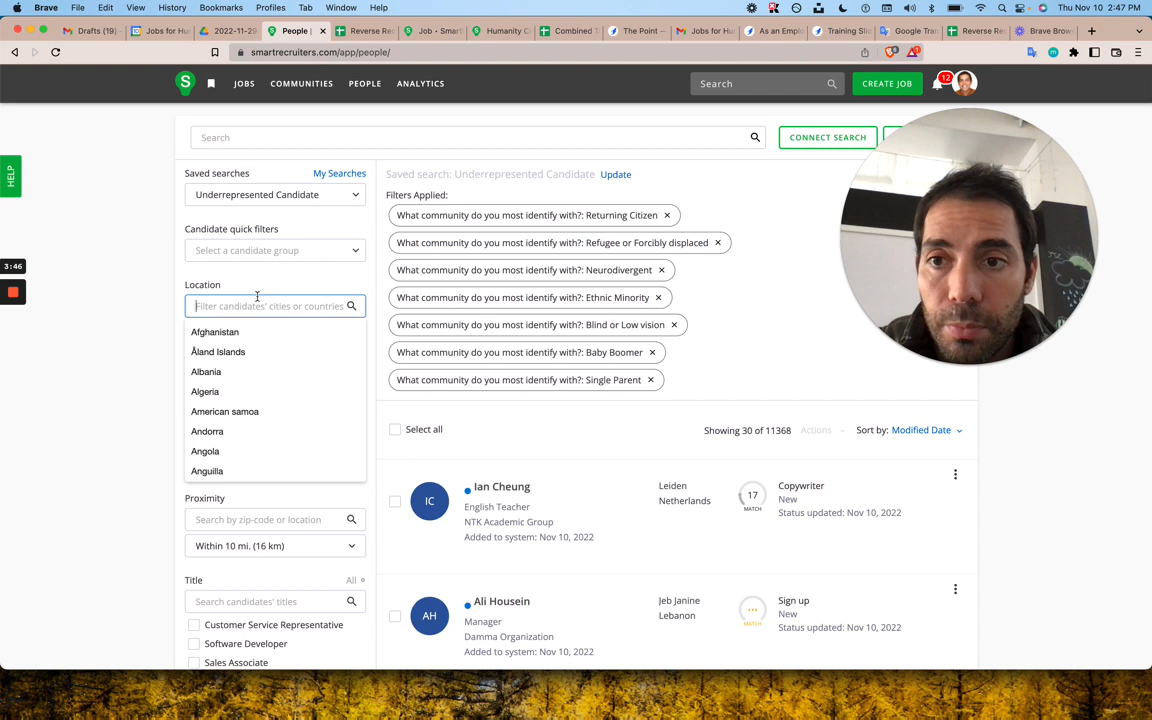 Brave File Edit View History Bookmarks Profiles Tab Window Help Thu Nov 10 2:47 PM
Drafts (19) Jobs for Hu 2022-11-29 People | Reverse Re Job • Smart Humanity C Combined T The Point — Jobs for Hu As an Empl Training Sli Google Tra Reverse Re Brave Brow
smartrecruiters.com/app/people/
S JOBS COMMUNITIES PEOPLE ANALYTICS Search CREATE JOB 12
HELP
Search CONNECT SEARCH
Saved searches My Searches
Underrepresented Candidate
Candidate quick filters
Select a candidate group
3:46
Location
Filter candidates' cities or countries
Afghanistan
Åland Islands
Albania
Algeria
American samoa
Andorra
Angola
Anguilla
Proximity
Search by zip-code or location
Within 10 mi. (16 km)
Title All
Search candidates' titles
Customer Service Representative
Software Developer
Sales Associate
Saved search: Underrepresented Candidate Update
Filters Applied:
What community do you most identify with?: Returning Citizen ×
What community do you most identify with?: Refugee or Forcibly displaced ×
What community do you most identify with?: Neurodivergent ×
What community do you most identify with?: Ethnic Minority ×
What community do you most identify with?: Blind or Low vision ×
What community do you most identify with?: Baby Boomer ×
What community do you most identify with?: Single Parent ×
Select all Showing 30 of 11368 Actions Sort by: Modified Date
IC
Ian Cheung
English Teacher
NTK Academic Group
Added to system: Nov 10, 2022
Leiden
Netherlands
17
MATCH
Copywriter
New
Status updated: Nov 10, 2022
AH
Ali Housein
Manager
Damma Organization
Added to system: Nov 10, 2022
Jeb Janine
Lebanon
MATCH
Sign up
New
Status updated: Nov 10, 2022